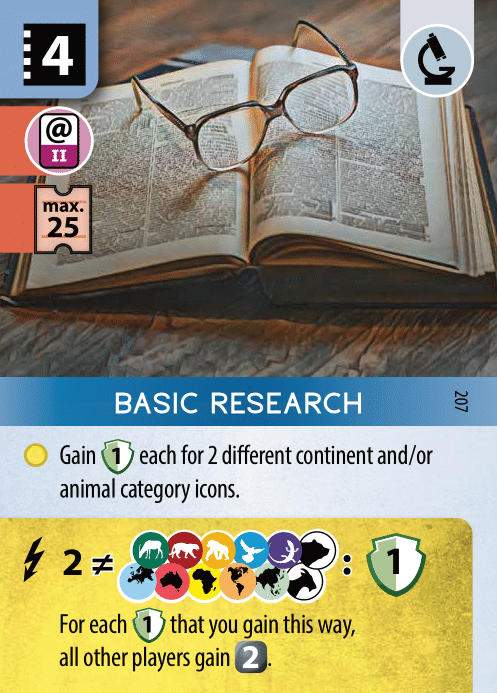 4
@
II
max.
25
BASIC RESEARCH
207
Gain 1 each for 2 different continent and/or
animal category icons.
2 ≠ : 1
For each 1 that you gain this way,
all other players gain 2.